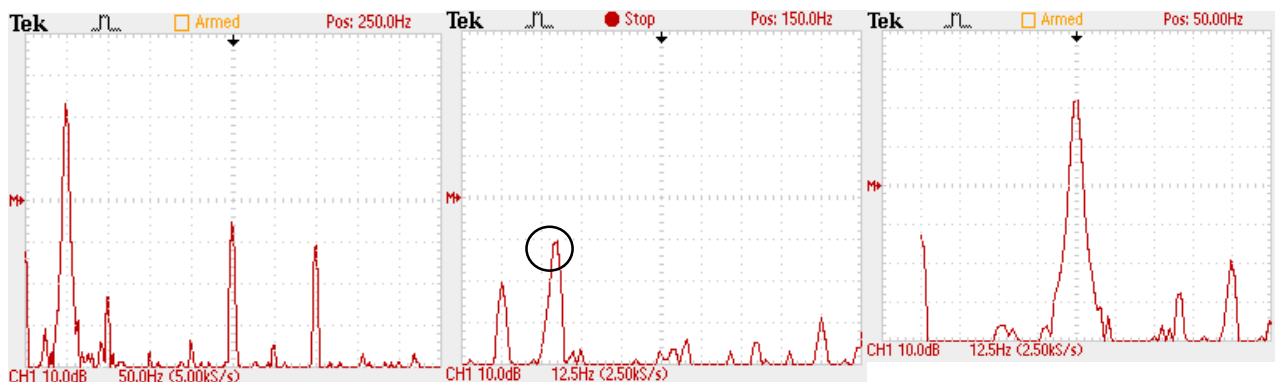 Tek Armed Pos: 250.0Hz
M
CH1 10.0dB 50.0Hz (5.00kS/s)
Tek Stop Pos: 150.0Hz
M
CH1 10.0dB 12.5Hz (2.50kS/s)
Tek Armed Pos: 50.00Hz
M
CH1 10.0dB 12.5Hz (2.50kS/s)